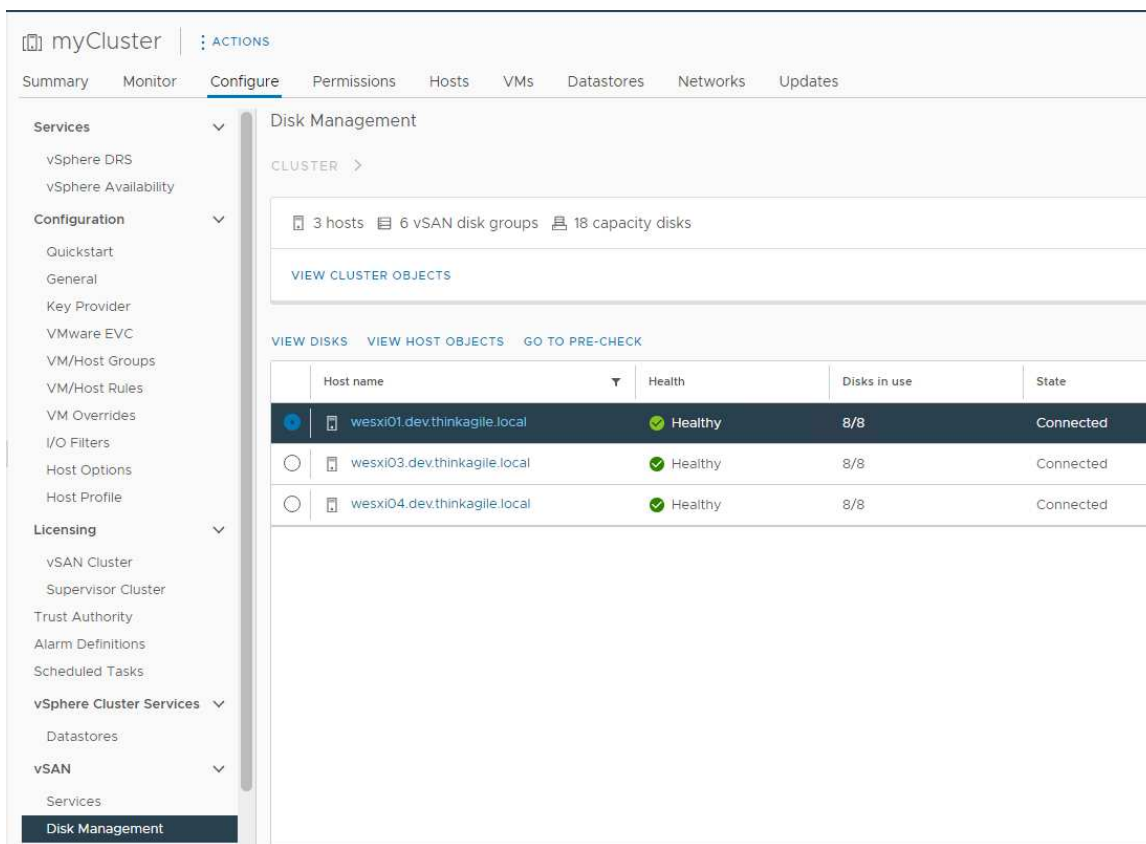 myCluster
ACTIONS
Summary Monitor Configure Permissions Hosts VMs Datastores Networks Updates
Services
vSphere DRS
vSphere Availability
Configuration
Quickstart
General
Key Provider
VMware EVC
VM/Host Groups
VM/Host Rules
VM Overrides
I/O Filters
Host Options
Host Profile
Licensing
vSAN Cluster
Supervisor Cluster
Trust Authority
Alarm Definitions
Scheduled Tasks
vSphere Cluster Services
Datastores
vSAN
Services
Disk Management
Disk Management
CLUSTER >
3 hosts 6 vSAN disk groups 18 capacity disks
VIEW CLUSTER OBJECTS
VIEW DISKS VIEW HOST OBJECTS GO TO PRE-CHECK
Host name Health Disks in use State
wesxi01.dev.thinkagile.local Healthy 8/8 Connected
wesxi03.dev.thinkagile.local Healthy 8/8 Connected
wesxi04.dev.thinkagile.local Healthy 8/8 Connected